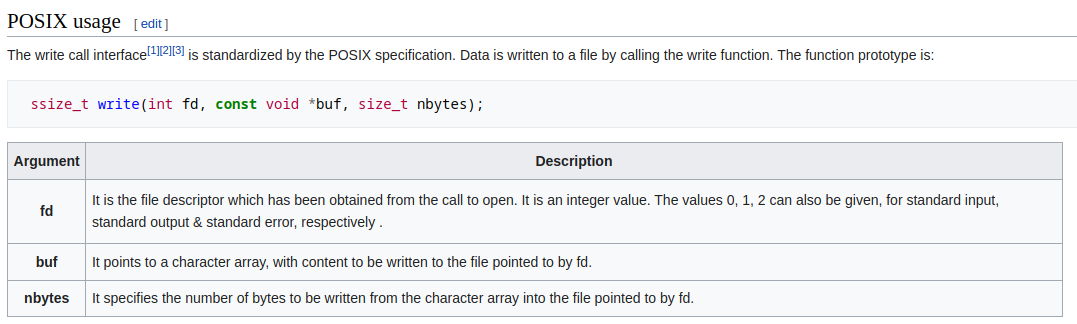 POSIX usage [ edit ]
The write call interface[1][2][3] is standardized by the POSIX specification. Data is written to a file by calling the write function. The function prototype is:
ssize_t write(int fd, const void *buf, size_t nbytes);
Argument Description
fd It is the file descriptor which has been obtained from the call to open. It is an integer value. The values 0, 1, 2 can also be given, for standard input,
standard output & standard error, respectively .
buf It points to a character array, with content to be written to the file pointed to by fd.
nbytes It specifies the number of bytes to be written from the character array into the file pointed to by fd.